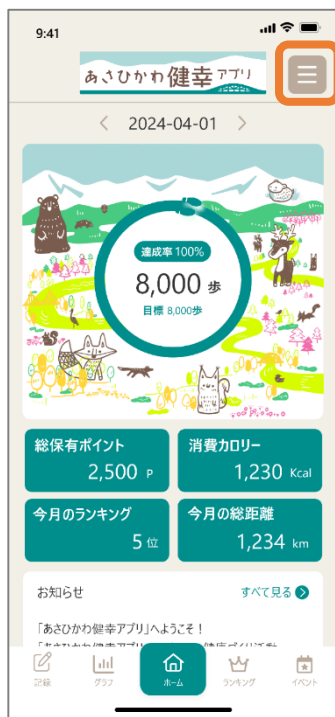 9:41
あさひかわ健幸アプリ
2024-04-01
達成率 100%
8,000 歩
目標 8,000歩
総保有ポイント
2,500 P
消費カロリー
1,230 Kcal
今月のランキング
5 位
今月の総距離
1,234 km
お知らせ
すべて見る
「あさひかわ健幸アプリ」へようこそ!
記録
グラフ
ホーム
ランキング
イベント